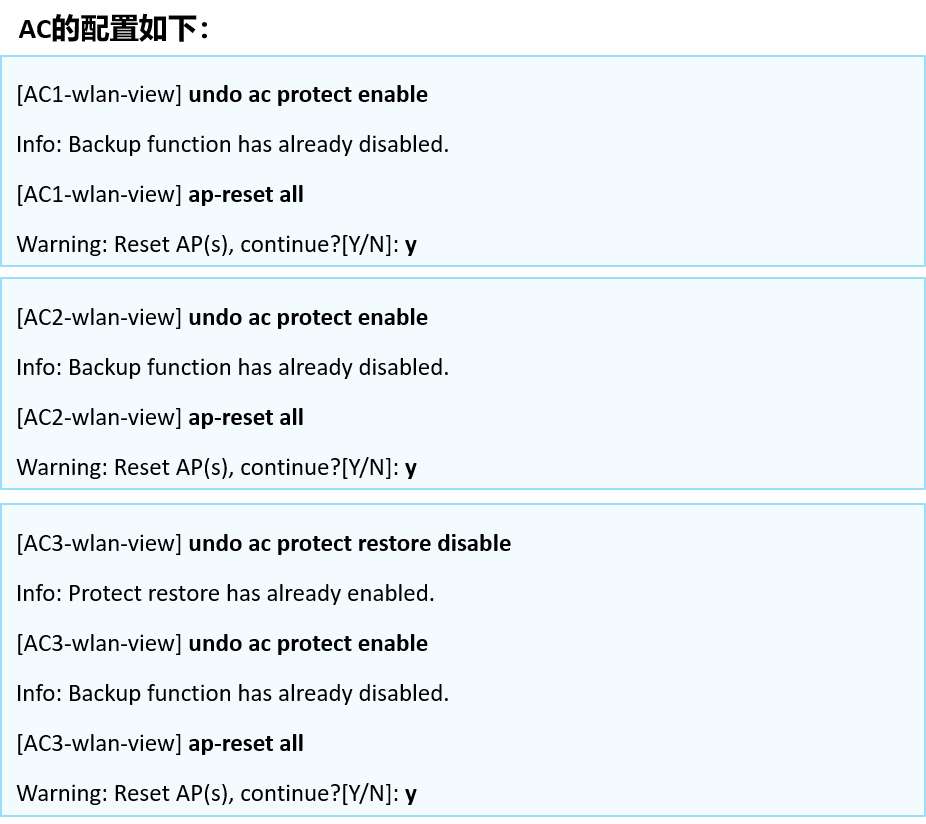 AC的配置如下：
[AC1-wlan-view] undo ac protect enable
Info: Backup function has already disabled.
[AC1-wlan-view] ap-reset all
Warning: Reset AP(s), continue?[Y/N]: y
[AC2-wlan-view] undo ac protect enable
Info: Backup function has already disabled.
[AC2-wlan-view] ap-reset all
Warning: Reset AP(s), continue?[Y/N]: y
[AC3-wlan-view] undo ac protect restore disable
Info: Protect restore has already enabled.
[AC3-wlan-view] undo ac protect enable
Info: Backup function has already disabled.
[AC3-wlan-view] ap-reset all
Warning: Reset AP(s), continue?[Y/N]: y